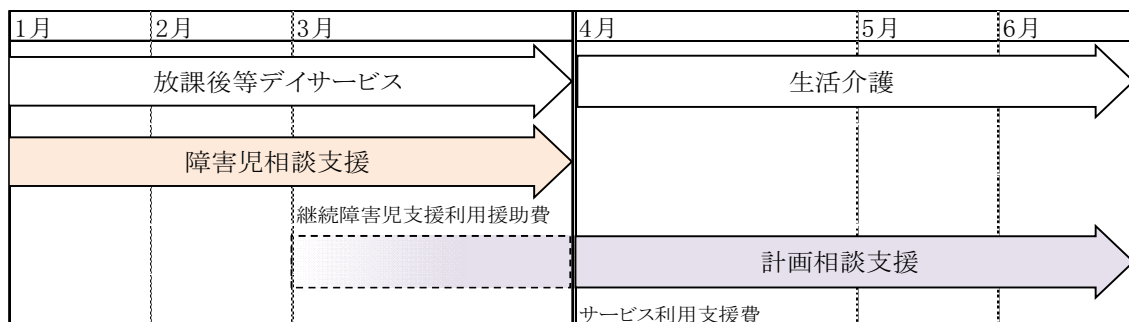 1月 2月 3月 4月 5月 6月
放課後等デイサービス 生活介護
障害児相談支援
継続障害児支援利用援助費
計画相談支援
サービス利用支援費